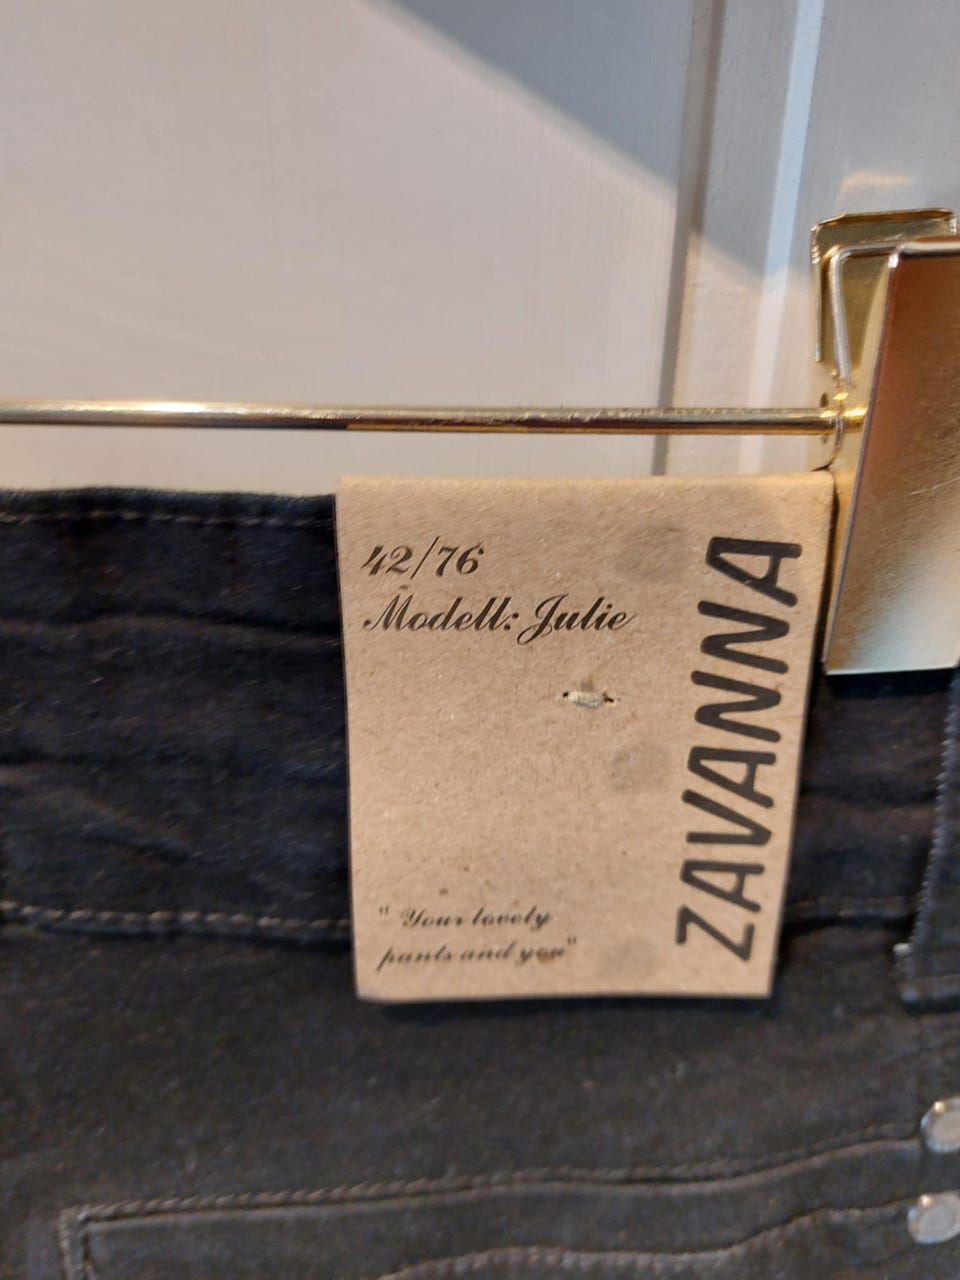 42/76
Modell: Julie
ZAVANNA
" Your lovely
pants and you"